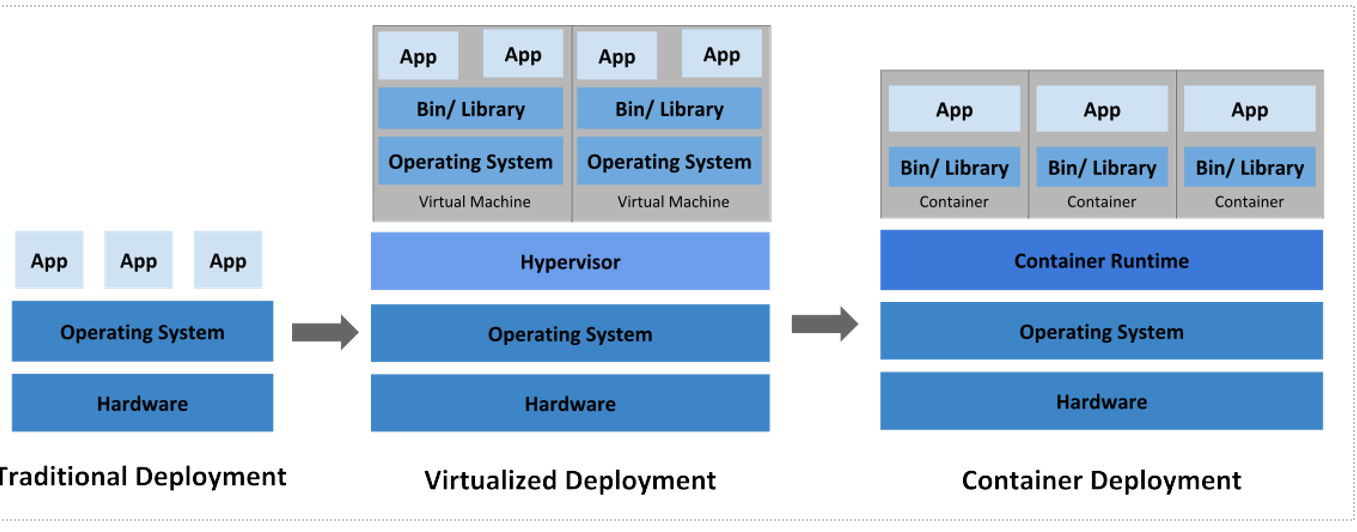 App App App
Operating System
Hardware
Traditional Deployment
App App App App
Bin/ Library Bin/ Library
Operating System Operating System
Virtual Machine Virtual Machine
Hypervisor
Operating System
Hardware
Virtualized Deployment
App App App
Bin/ Library Bin/ Library Bin/ Library
Container Container Container
Container Runtime
Operating System
Hardware
Container Deployment